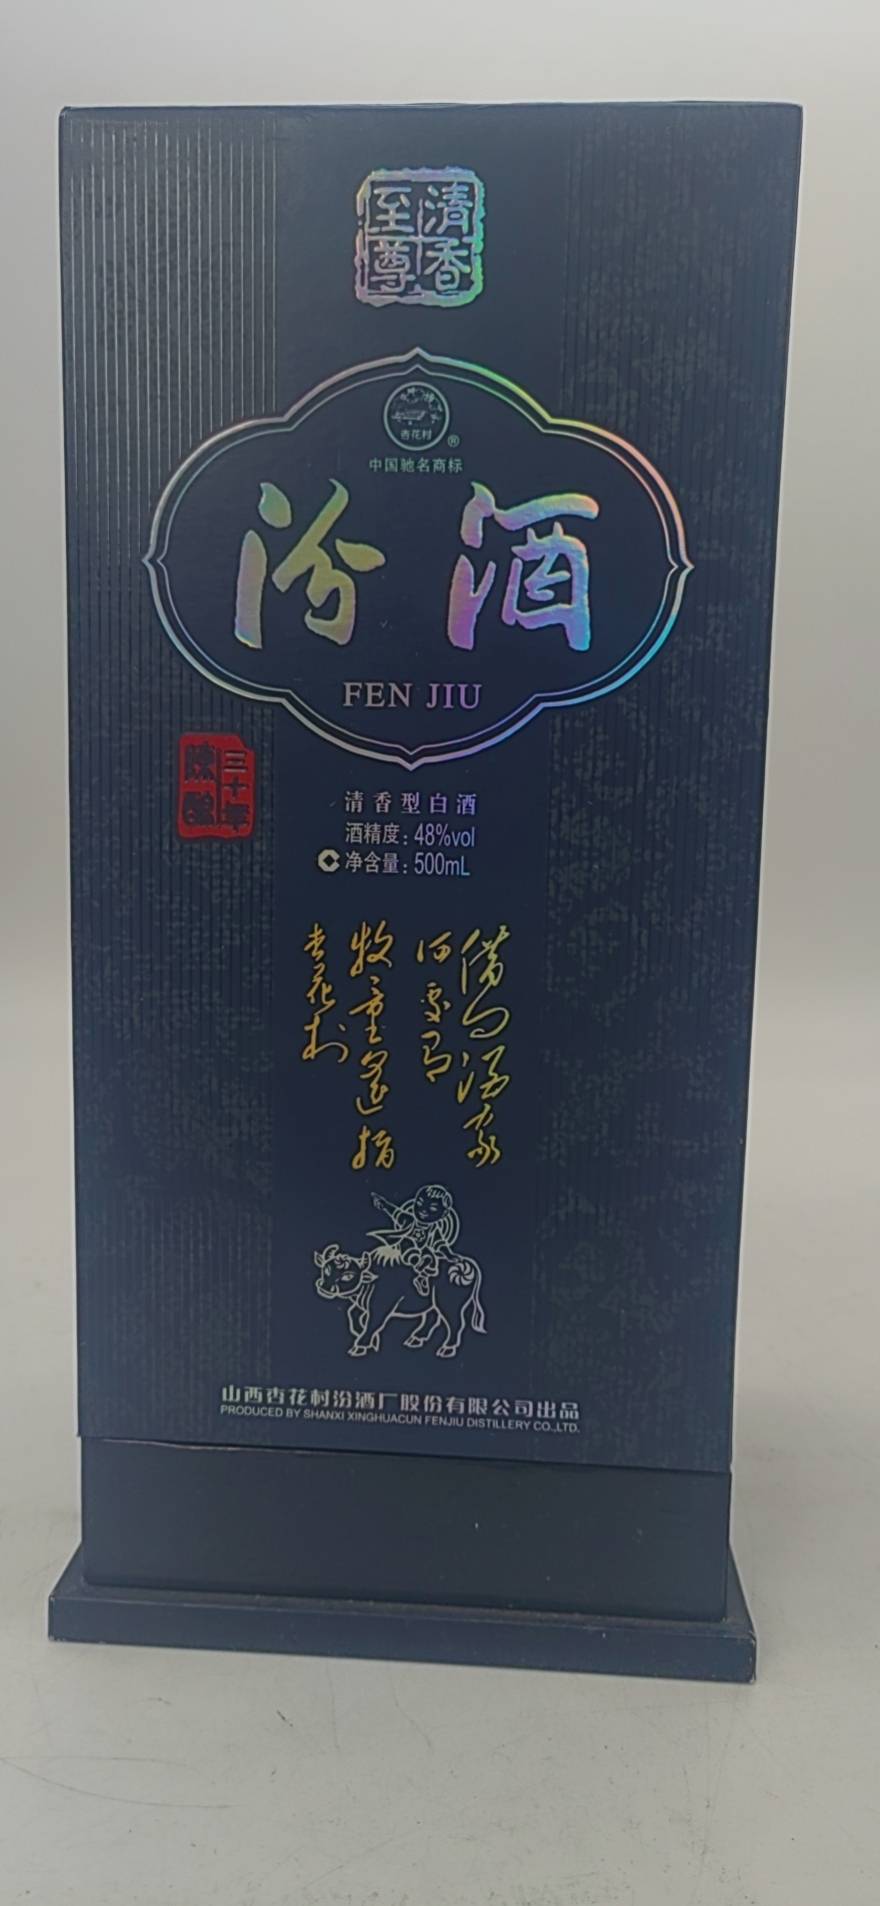 清香
至尊
杏花村
®
中国驰名商标
汾酒
FEN JIU
三十年
陳釀
清香型白酒
酒精度：48%vol
净含量：500mL
借问酒家
何处有
牧童遥指
杏花村
山西杏花村汾酒厂股份有限公司出品
PRODUCED BY SHANXI XINGHUACUN FENJIU DISTILLERY CO.,LTD.